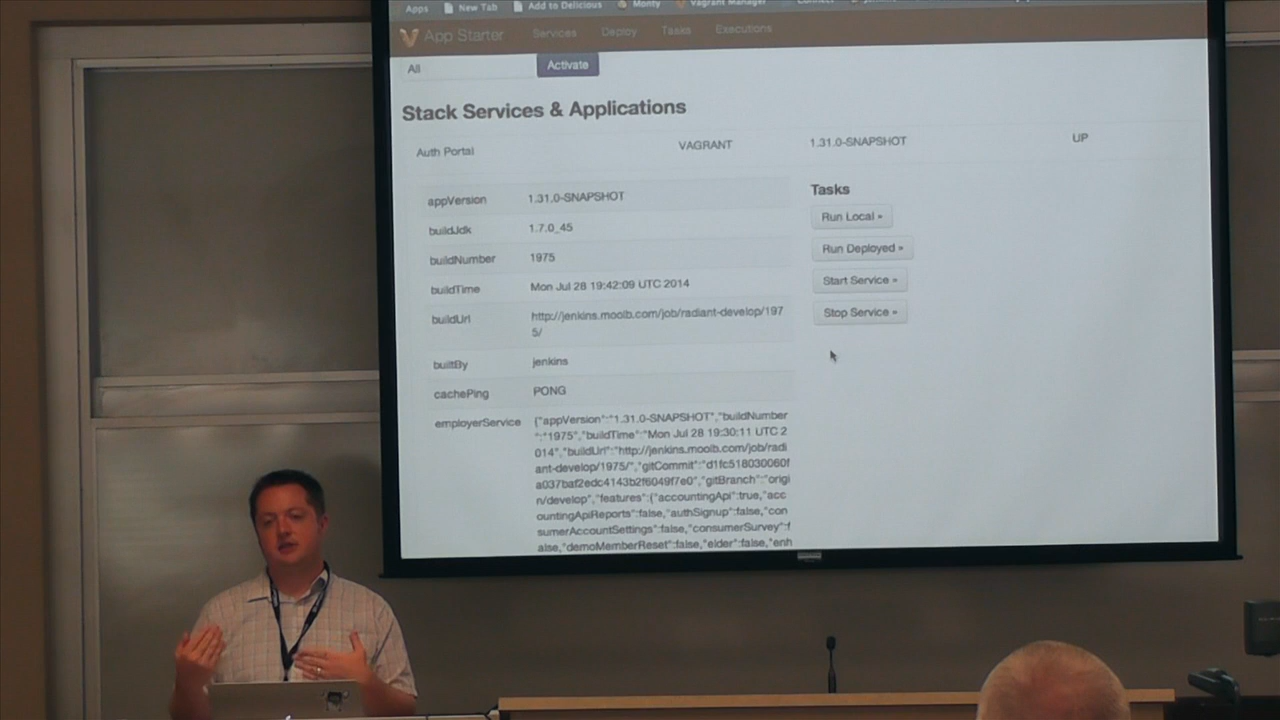 Apps New Tab Add to Delicious Monty Vagrant Manager
App Starter Services Deploy Tasks Executions
All Activate
Stack Services & Applications
Auth Portal VAGRANT 1.31.0-SNAPSHOT UP
appVersion 1.31.0-SNAPSHOT
buildJdk 1.7.0_45
buildNumber 1975
buildTime Mon Jul 28 19:42:09 UTC 2014
buildUrl http://jenkins.moolb.com/job/radiant-develop/197
5/
builtBy jenkins
cachePing PONG
employerService {"appVersion":"1.31.0-SNAPSHOT","buildNumber
":"1975","buildTime":"Mon Jul 28 19:30:11 UTC 2
014","buildUrl":"http://jenkins.moolb.com/job/radi
ant-develop/1975/","gitCommit":"d1fc518030060f
a037baf2edc4143b2f6049f7e0","gitBranch":"origi
n/develop","features":{"accountingApi":true,"acc
ountingApiReports":false,"authSignup":false,"con
sumerAccountSettings":false,"consumerSurvey":f
alse,"demoMemberReset":false,"elder":false,"enh
Tasks
Run Local »
Run Deployed »
Start Service »
Stop Service »